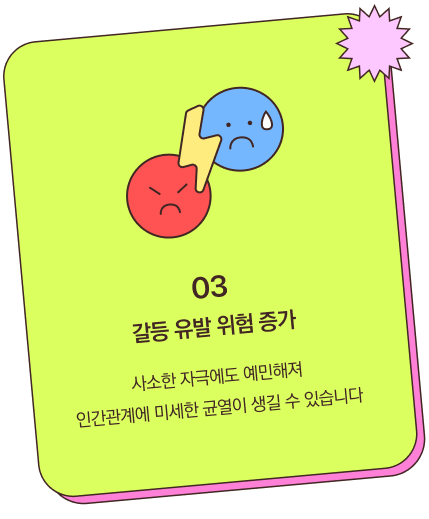 03
갈등 유발 위험 증가
사소한 자극에도 예민해져
인간관계에 미세한 균열이 생길 수 있습니다